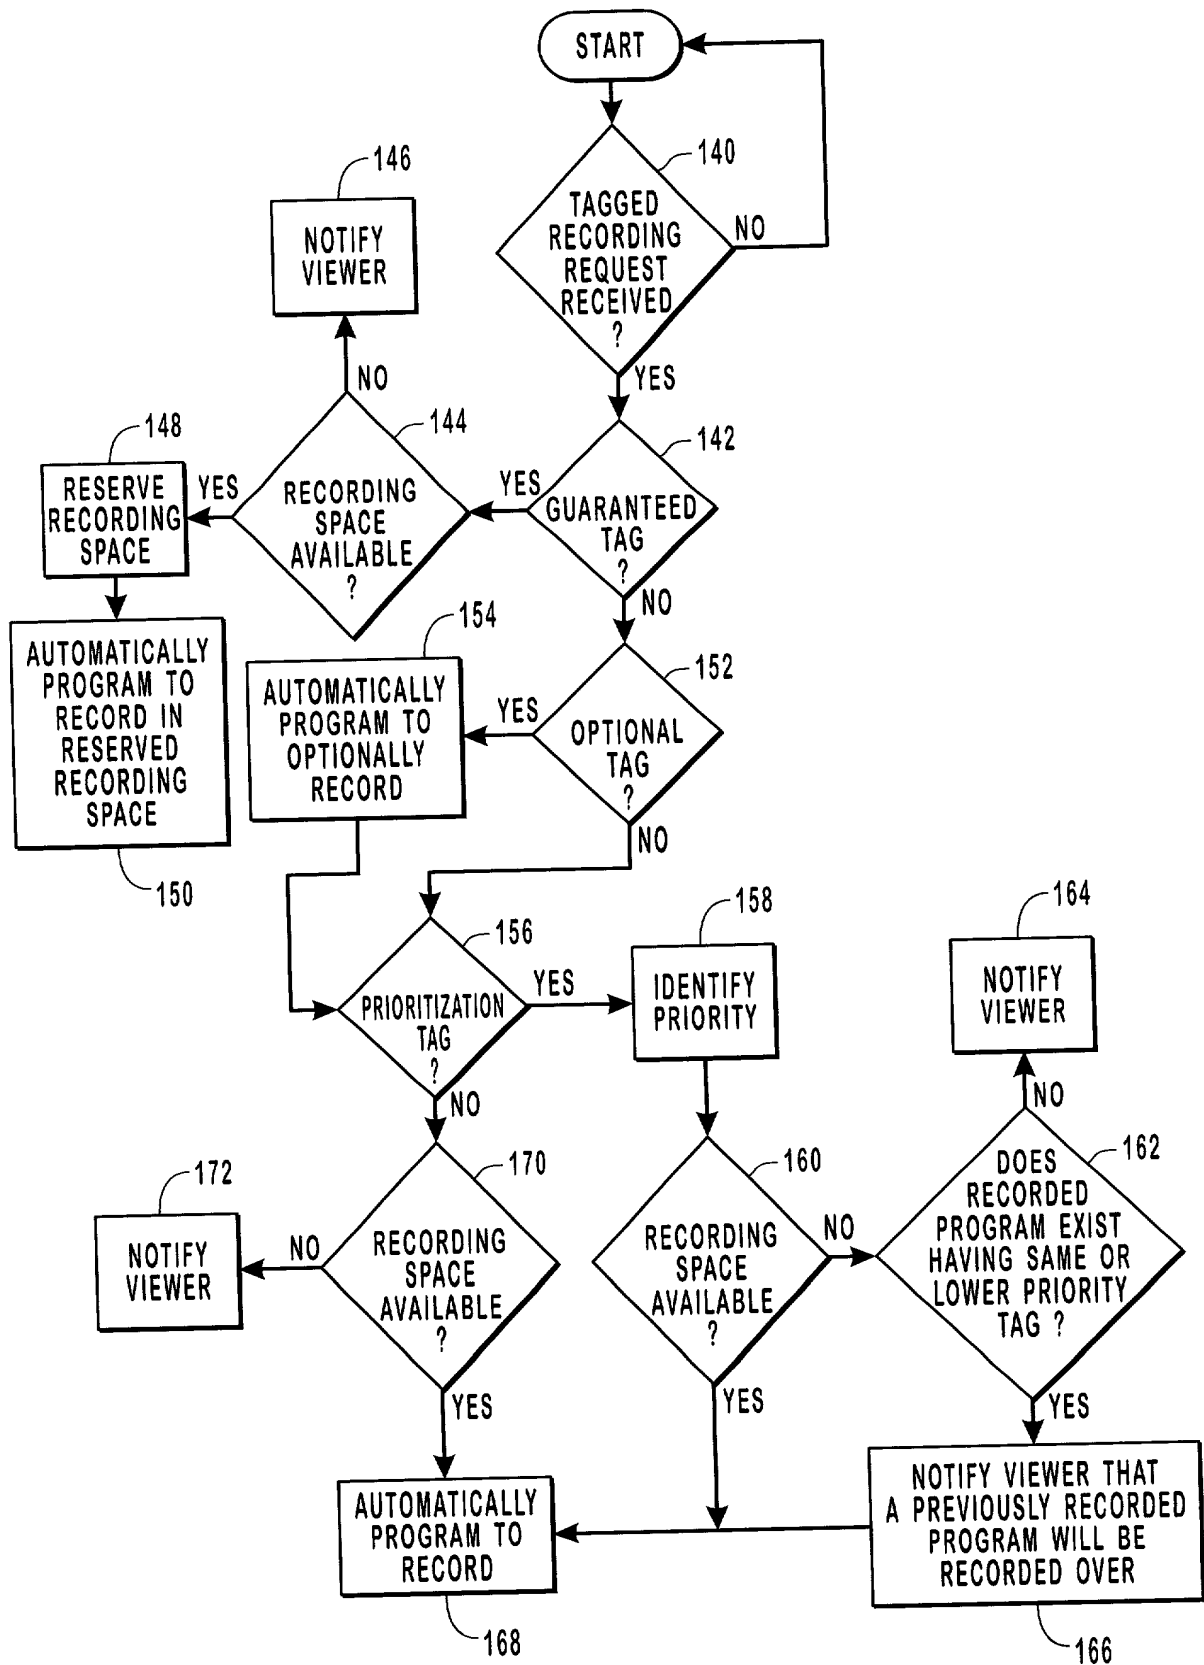 START
140
TAGGED
RECORDING
REQUEST
RECEIVED
?
NO
YES
146
NOTIFY
VIEWER
NO
144
RECORDING
SPACE
AVAILABLE
?
YES
142
GUARANTEED
TAG
?
YES
NO
148
RESERVE
RECORDING
SPACE
AUTOMATICALLY
PROGRAM TO
RECORD IN
RESERVED
RECORDING
SPACE
150
154
AUTOMATICALLY
PROGRAM TO
OPTIONALLY
RECORD
152
OPTIONAL
TAG
?
YES
NO
156
PRIORITIZATION
TAG
?
YES
NO
158
IDENTIFY
PRIORITY
164
NOTIFY
VIEWER
NO
162
DOES
RECORDED
PROGRAM EXIST
HAVING SAME OR
LOWER PRIORITY
TAG ?
YES
160
RECORDING
SPACE
AVAILABLE
?
NO
YES
170
RECORDING
SPACE
AVAILABLE
?
NO
YES
172
NOTIFY
VIEWER
AUTOMATICALLY
PROGRAM TO
RECORD
168
NOTIFY VIEWER THAT
A PREVIOUSLY RECORDED
PROGRAM WILL BE
RECORDED OVER
166